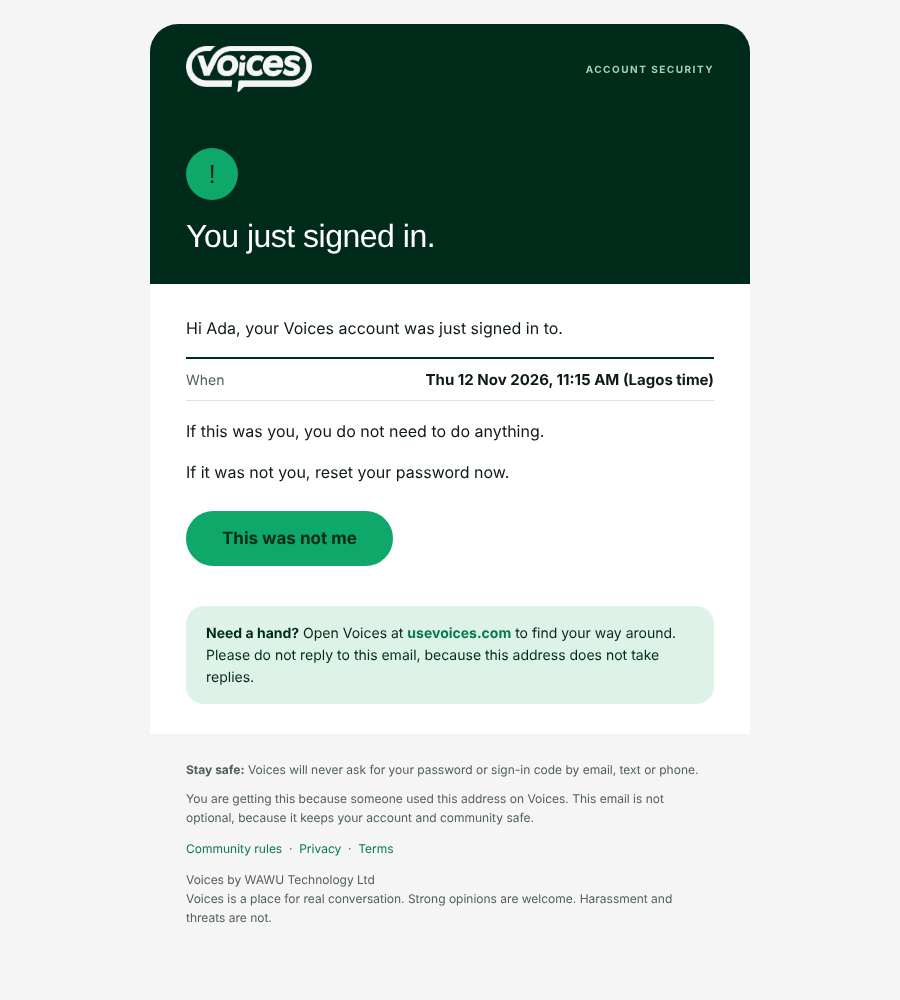 Voices
ACCOUNT SECURITY
!
You just signed in.
Hi Ada, your Voices account was just signed in to.
When Thu 12 Nov 2026, 11:15 AM (Lagos time)
If this was you, you do not need to do anything.
If it was not you, reset your password now.
This was not me
Need a hand? Open Voices at usevoices.com to find your way around.
Please do not reply to this email, because this address does not take
replies.
Stay safe: Voices will never ask for your password or sign-in code by email, text or phone.
You are getting this because someone used this address on Voices. This email is not
optional, because it keeps your account and community safe.
Community rules · Privacy · Terms
Voices by WAWU Technology Ltd
Voices is a place for real conversation. Strong opinions are welcome. Harassment and
threats are not.